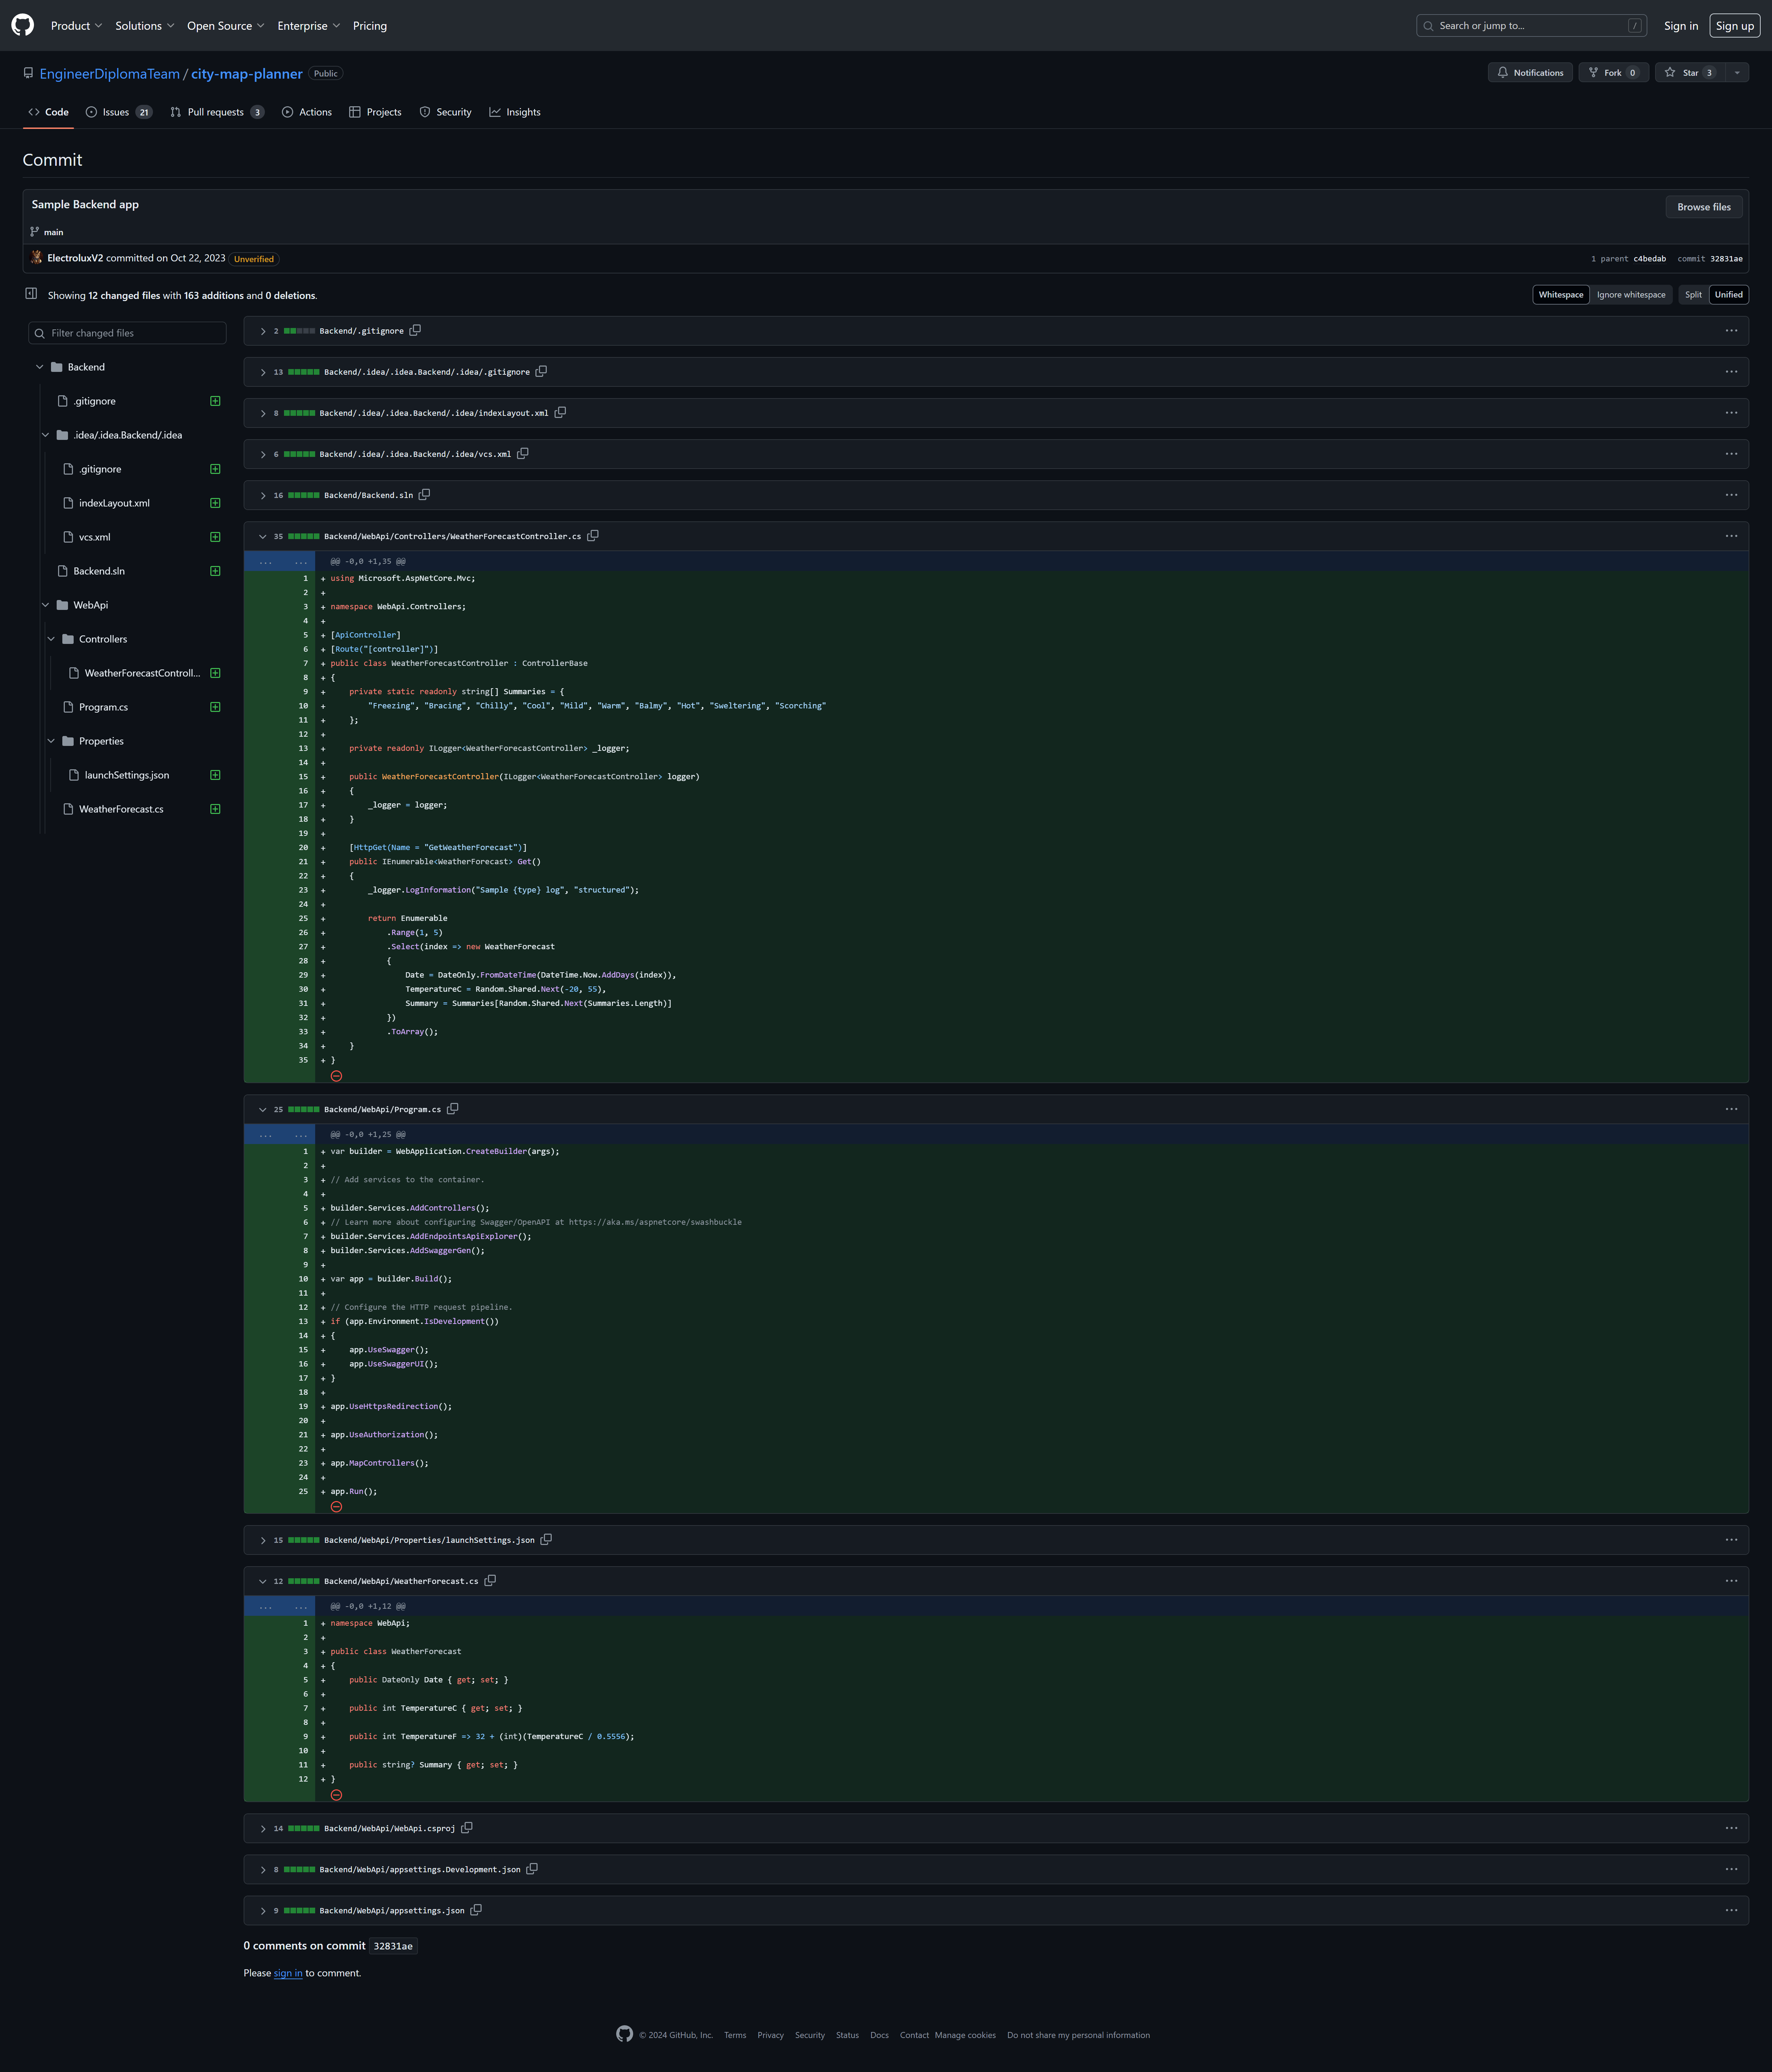 Product Solutions Open Source Enterprise Pricing
Search or jump to... /
Sign in Sign up
EngineerDiplomaTeam / city-map-planner Public
Notifications Fork 0 Star 3
Code Issues 21 Pull requests 3 Actions Projects Security Insights
Commit
Sample Backend app
Browse files
main
ElectroluxV2 committed on Oct 22, 2023 Unverified
1 parent c4bedab commit 32831ae
Showing 12 changed files with 163 additions and 0 deletions.
Whitespace Ignore whitespace Split Unified
Filter changed files
Backend
.gitignore
.idea/.idea.Backend/.idea
.gitignore
indexLayout.xml
vcs.xml
Backend.sln
WebApi
Controllers
WeatherForecastControll...
Program.cs
Properties
launchSettings.json
WeatherForecast.cs
2 Backend/.gitignore
13 Backend/.idea/.idea.Backend/.idea/.gitignore
8 Backend/.idea/.idea.Backend/.idea/indexLayout.xml
6 Backend/.idea/.idea.Backend/.idea/vcs.xml
16 Backend/Backend.sln
35 Backend/WebApi/Controllers/WeatherForecastController.cs
... ... @@ -0,0 +1,35 @@
1 + using Microsoft.AspNetCore.Mvc;
2 +
3 + namespace WebApi.Controllers;
4 +
5 + [ApiController]
6 + [Route("[controller]")]
7 + public class WeatherForecastController : ControllerBase
8 + {
9 +     private static readonly string[] Summaries = {
10 +         "Freezing", "Bracing", "Chilly", "Cool", "Mild", "Warm", "Balmy", "Hot", "Sweltering", "Scorching"
11 +     };
12 +
13 +     private readonly ILogger<WeatherForecastController> _logger;
14 +
15 +     public WeatherForecastController(ILogger<WeatherForecastController> logger)
16 +     {
17 +         _logger = logger;
18 +     }
19 +
20 +     [HttpGet(Name = "GetWeatherForecast")]
21 +     public IEnumerable<WeatherForecast> Get()
22 +     {
23 +         _logger.LogInformation("Sample {type} log", "structured");
24 +
25 +         return Enumerable
26 +             .Range(1, 5)
27 +             .Select(index => new WeatherForecast
28 +             {
29 +                 Date = DateOnly.FromDateTime(DateTime.Now.AddDays(index)),
30 +                 TemperatureC = Random.Shared.Next(-20, 55),
31 +                 Summary = Summaries[Random.Shared.Next(Summaries.Length)]
32 +             })
33 +             .ToArray();
34 +     }
35 + }
25 Backend/WebApi/Program.cs
... ... @@ -0,0 +1,25 @@
1 + var builder = WebApplication.CreateBuilder(args);
2 +
3 + // Add services to the container.
4 +
5 + builder.Services.AddControllers();
6 + // Learn more about configuring Swagger/OpenAPI at https://aka.ms/aspnetcore/swashbuckle
7 + builder.Services.AddEndpointsApiExplorer();
8 + builder.Services.AddSwaggerGen();
9 +
10 + var app = builder.Build();
11 +
12 + // Configure the HTTP request pipeline.
13 + if (app.Environment.IsDevelopment())
14 + {
15 +     app.UseSwagger();
16 +     app.UseSwaggerUI();
17 + }
18 +
19 + app.UseHttpsRedirection();
20 +
21 + app.UseAuthorization();
22 +
23 + app.MapControllers();
24 +
25 + app.Run();
15 Backend/WebApi/Properties/launchSettings.json
12 Backend/WebApi/WeatherForecast.cs
... ... @@ -0,0 +1,12 @@
1 + namespace WebApi;
2 +
3 + public class WeatherForecast
4 + {
5 +     public DateOnly Date { get; set; }
6 +
7 +     public int TemperatureC { get; set; }
8 +
9 +     public int TemperatureF => 32 + (int)(TemperatureC / 0.5556);
10 +
11 +     public string? Summary { get; set; }
12 + }
14 Backend/WebApi/WebApi.csproj
8 Backend/WebApi/appsettings.Development.json
9 Backend/WebApi/appsettings.json
0 comments on commit 32831ae
Please sign in to comment.
© 2024 GitHub, Inc. Terms Privacy Security Status Docs Contact Manage cookies Do not share my personal information